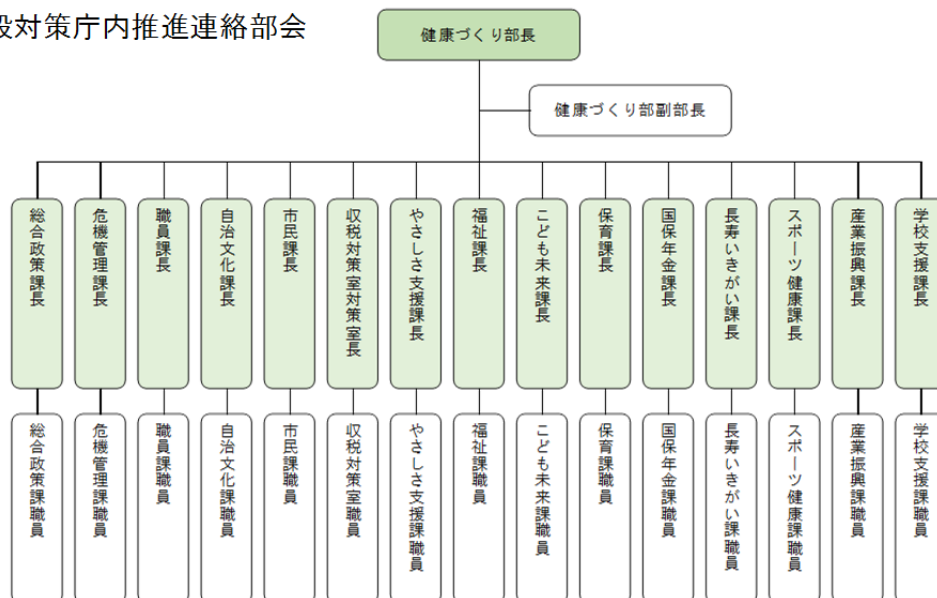 殺対策庁内推進連絡部会
健康づくり部長
健康づくり部副部長
総合政策課長
危機管理課長
職員課長
自治文化課長
市民課長
収税対策室対策室長
やさしさ支援課長
福祉課長
こども未来課長
保育課長
国保年金課長
長寿いきがい課長
スポーツ健康課長
産業振興課長
学校支援課長
総合政策課職員
危機管理課職員
職員課職員
自治文化課職員
市民課職員
収税対策室職員
やさしさ支援課職員
福祉課職員
こども未来課職員
保育課職員
国保年金課職員
長寿いきがい課職員
スポーツ健康課職員
産業振興課職員
学校支援課職員